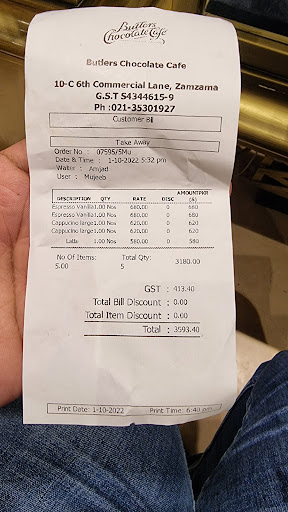 Butlers
Chocolate Café
Butlers Chocolate Cafe
10-C 6th Commercial Lane, Zamzama
G.S.T S4344615-9
Ph :021-35301927
Customer Bill
Take Away
Order No : 07595/5Mu
Date & Time : 1-10-2022 5:32 pm
Waiter : Amjad
User : Mujeeb
DESCRIPTION QTY RATE DISC AMOUNTPKR
Espresso Vanilla 1.00 Nos 680.00 0 680
Espresso Vanilla 1.00 Nos 680.00 0 680
Cappucino large 1.00 Nos 620.00 0 620
Cappucino large 1.00 Nos 620.00 0 620
Latte 1.00 Nos 580.00 0 580
No Of Items: Total Qty: 3180.00
5.00 5
GST : 413.40
Total Bill Discount : 0.00
Total Item Discount : 0.00
Total : 3593.40
Print Date: 1-10-2022 Print Time: 6:40 pm